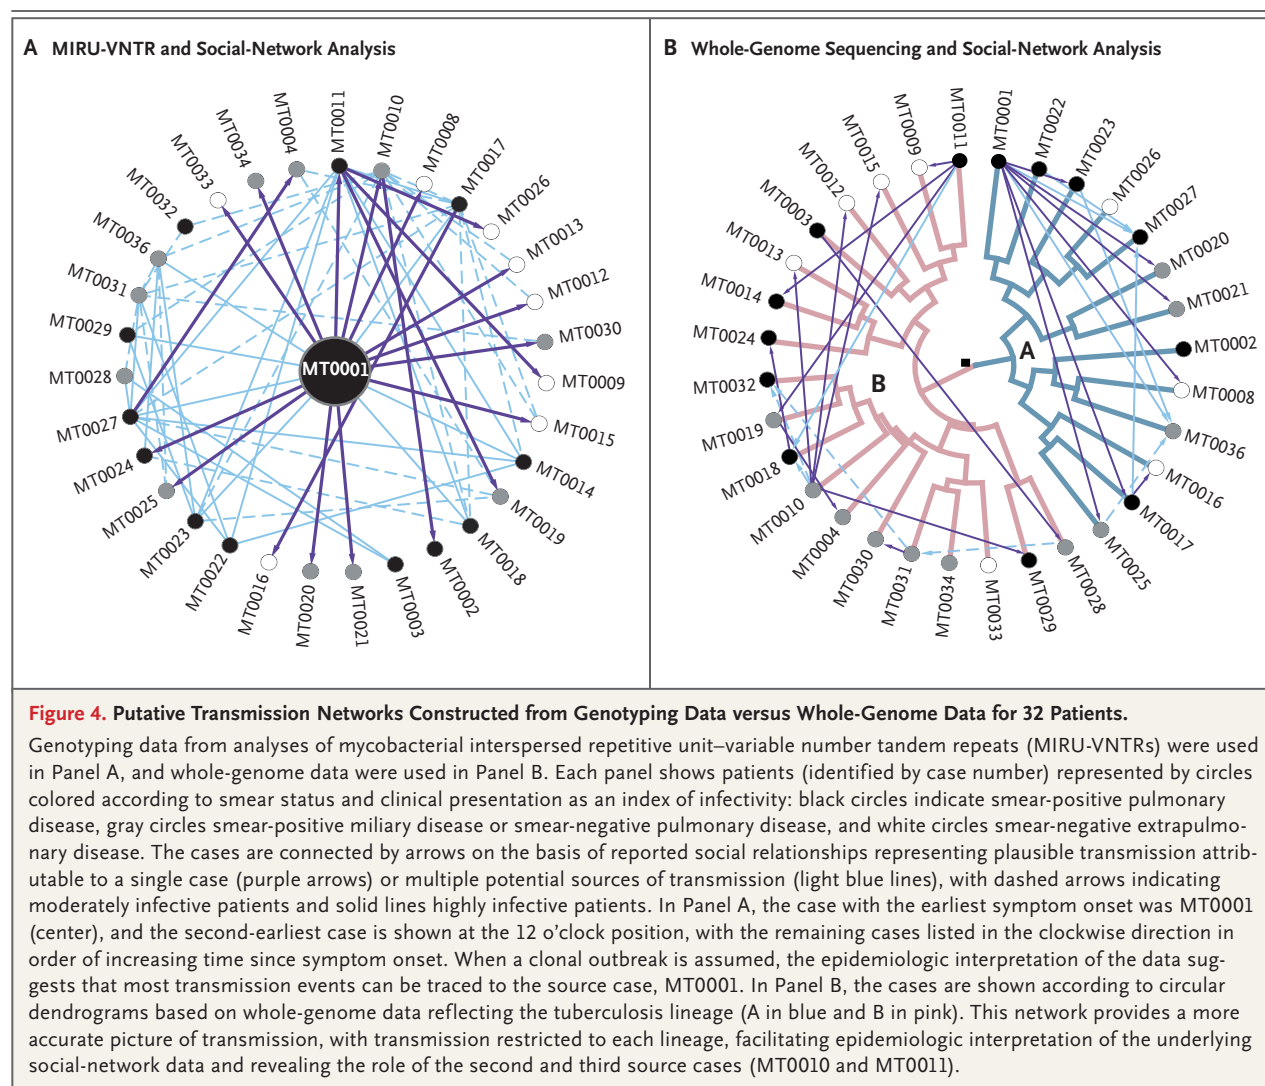 A MIRU-VNTR and Social-Network Analysis
MT0011
MT0010
MT0008
MT0017
MT0026
MT0013
MT0012
MT0030
MT0009
MT0015
MT0014
MT0019
MT0018
MT0002
MT0003
MT0021
MT0020
MT0016
MT0022
MT0023
MT0025
MT0024
MT0027
MT0028
MT0029
MT0031
MT0036
MT0032
MT0033
MT0034
MT0004
MT0001
B Whole-Genome Sequencing and Social-Network Analysis
MT0001
MT0022
MT0023
MT0026
MT0027
MT0020
MT0021
MT0002
MT0008
MT0036
MT0016
MT0017
MT0025
MT0028
MT0029
MT0033
MT0034
MT0031
MT0030
MT0004
MT0010
MT0018
MT0019
MT0032
MT0024
MT0014
MT0013
MT0003
MT0012
MT0015
MT0009
MT0011
A
B
Figure 4. Putative Transmission Networks Constructed from Genotyping Data versus Whole-Genome Data for 32 Patients.
Genotyping data from analyses of mycobacterial interspersed repetitive unit–variable number tandem repeats (MIRU-VNTRs) were used
in Panel A, and whole-genome data were used in Panel B. Each panel shows patients (identified by case number) represented by circles
colored according to smear status and clinical presentation as an index of infectivity: black circles indicate smear-positive pulmonary
disease, gray circles smear-positive miliary disease or smear-negative pulmonary disease, and white circles smear-negative extrapulmo-
nary disease. The cases are connected by arrows on the basis of reported social relationships representing plausible transmission attrib-
utable to a single case (purple arrows) or multiple potential sources of transmission (light blue lines), with dashed arrows indicating
moderately infective patients and solid lines highly infective patients. In Panel A, the case with the earliest symptom onset was MT0001
(center), and the second-earliest case is shown at the 12 o'clock position, with the remaining cases listed in the clockwise direction in
order of increasing time since symptom onset. When a clonal outbreak is assumed, the epidemiologic interpretation of the data sug-
gests that most transmission events can be traced to the source case, MT0001. In Panel B, the cases are shown according to circular
dendrograms based on whole-genome data reflecting the tuberculosis lineage (A in blue and B in pink). This network provides a more
accurate picture of transmission, with transmission restricted to each lineage, facilitating epidemiologic interpretation of the underlying
social-network data and revealing the role of the second and third source cases (MT0010 and MT0011).